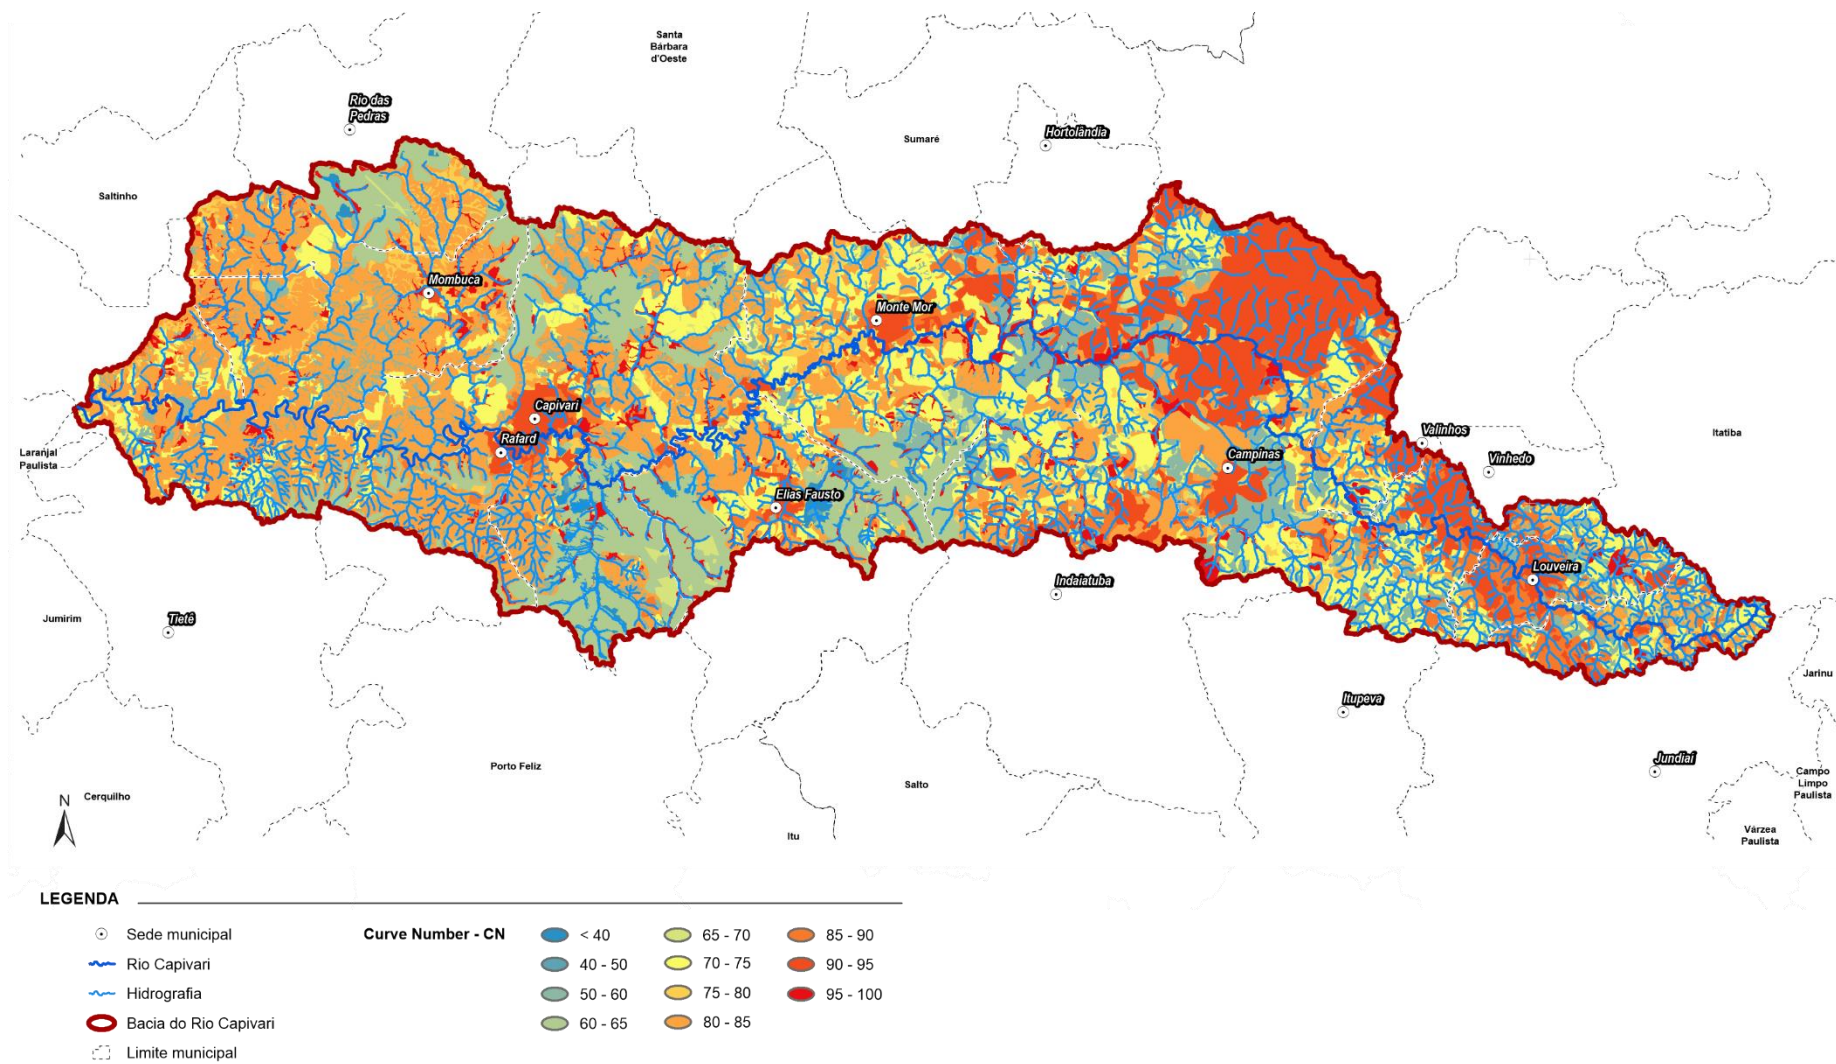 Santa
Bárbara
d'Oeste
Rio das
Pedras
Sumaré
Hortolândia
Saltinho
Mombuca
Monte Mor
Capivari
Rafard
Laranjal
Paulista
Valinhos
Vinhedo
Itatiba
Campinas
Elias Fausto
Louveira
Indaiatuba
Jumirim
Tietê
Jarinu
Itupeva
Jundiaí
Porto Feliz
Salto
Campo
Limpo
Paulista
Cerquilho
N
Itu
Várzea
Paulista
LEGENDA
Sede municipal
Rio Capivari
Hidrografia
Bacia do Rio Capivari
Limite municipal
Curve Number - CN
< 40
40 - 50
50 - 60
60 - 65
65 - 70
70 - 75
75 - 80
80 - 85
85 - 90
90 - 95
95 - 100